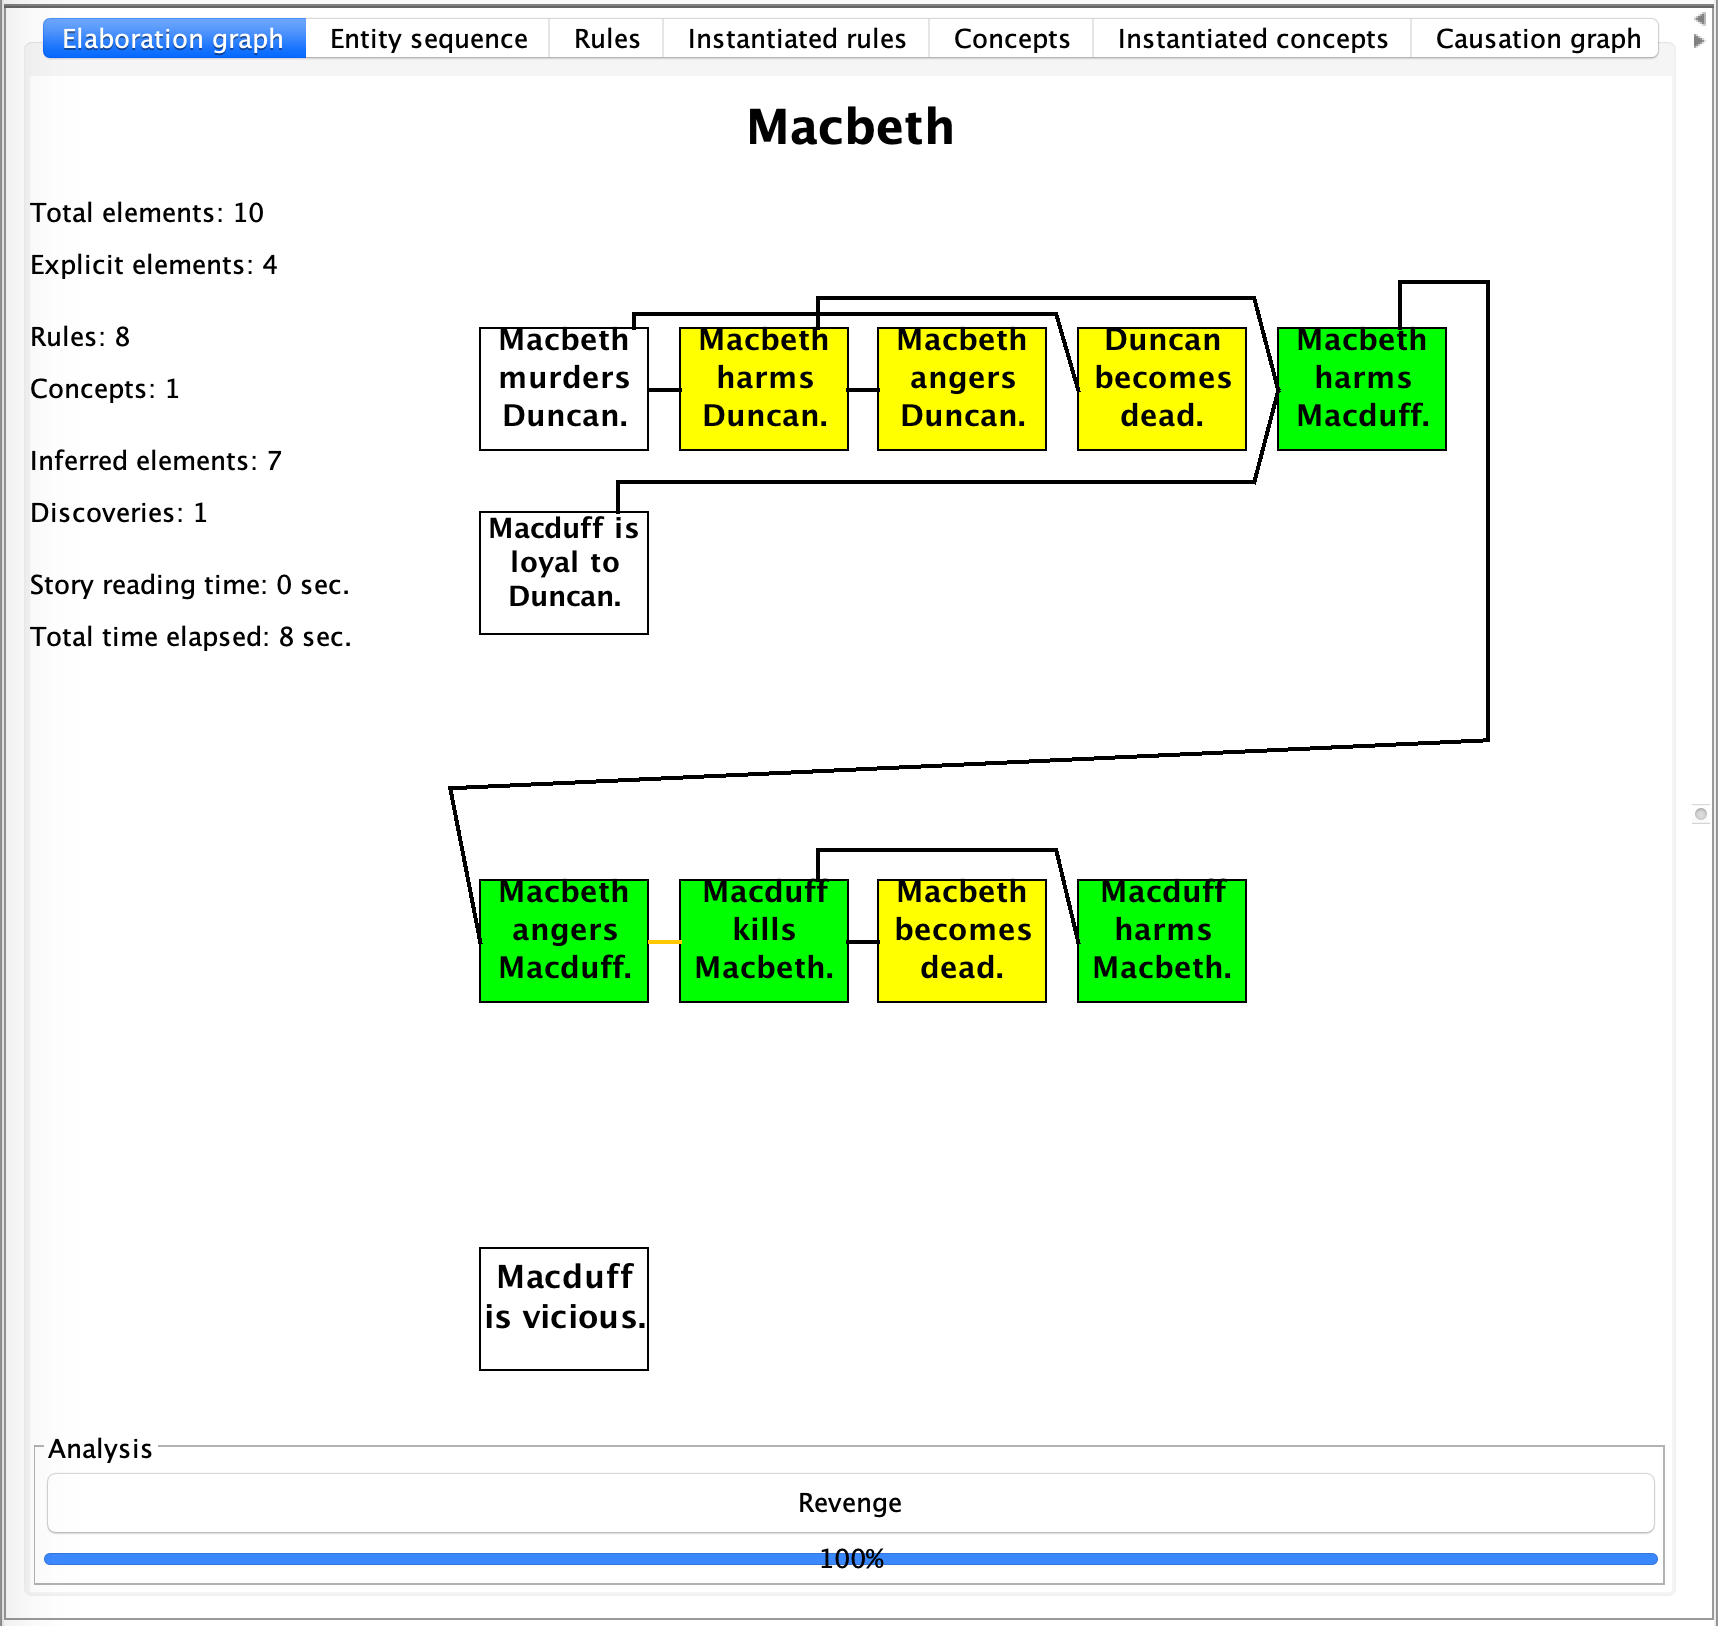 Elaboration graph
Entity sequence
Rules
Instantiated rules
Concepts
Instantiated concepts
Causation graph
Macbeth
Total elements: 10
Explicit elements: 4
Rules: 8
Concepts: 1
Inferred elements: 7
Discoveries: 1
Story reading time: 0 sec.
Total time elapsed: 8 sec.
Macbeth
murders
Duncan.
Macbeth
harms
Duncan.
Macbeth
angers
Duncan.
Duncan
becomes
dead.
Macbeth
harms
Macduff.
Macduff is
loyal to
Duncan.
Macbeth
angers
Macduff.
Macduff
kills
Macbeth.
Macbeth
becomes
dead.
Macduff
harms
Macbeth.
Macduff
is vicious.
Analysis
Revenge
100%